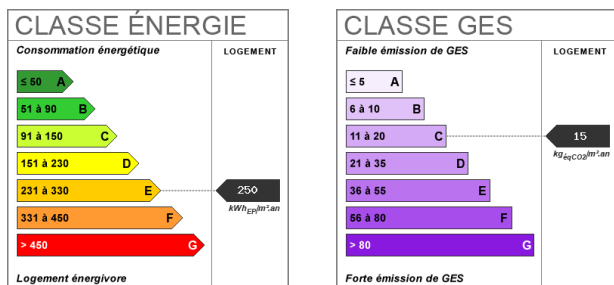 CLASSE ÉNERGIE
Consommation énergétique
LOGEMENT
≤ 50 A
51 à 90 B
91 à 150 C
151 à 230 D
231 à 330 E
250
kWhEP/m².an
331 à 450 F
> 450 G
Logement énergivore
CLASSE GES
Faible émission de GES
LOGEMENT
≤ 5 A
6 à 10 B
11 à 20 C
15
kgéqCO2/m².an
21 à 35 D
36 à 55 E
56 à 80 F
> 80 G
Forte émission de GES